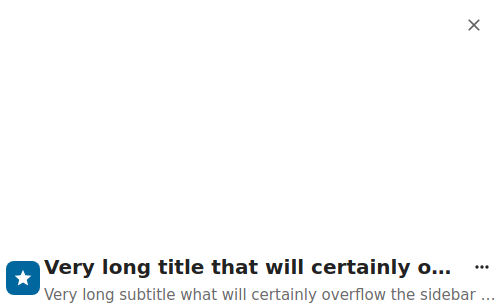 Very long title that will certainly o…
Very long subtitle what will certainly overflow the sidebar …